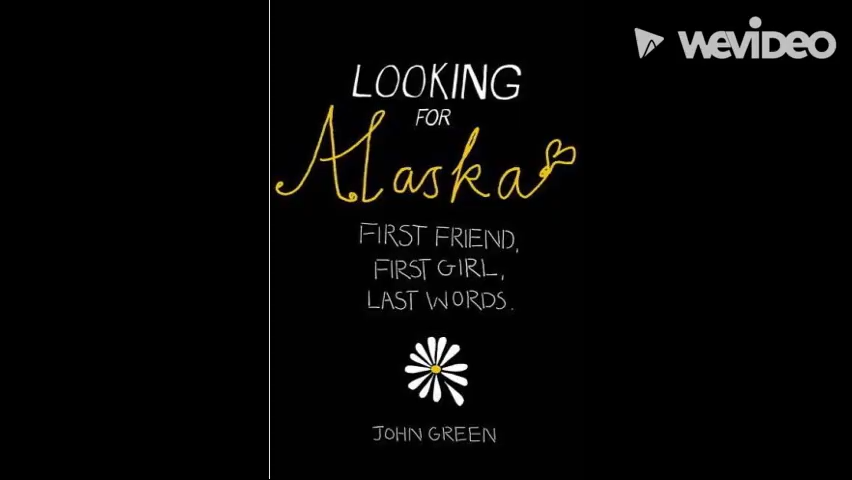 WEVIDEO
LOOKING
FOR
Alaska
FIRST FRIEND,
FIRST GIRL,
LAST WORDS.
JOHN GREEN